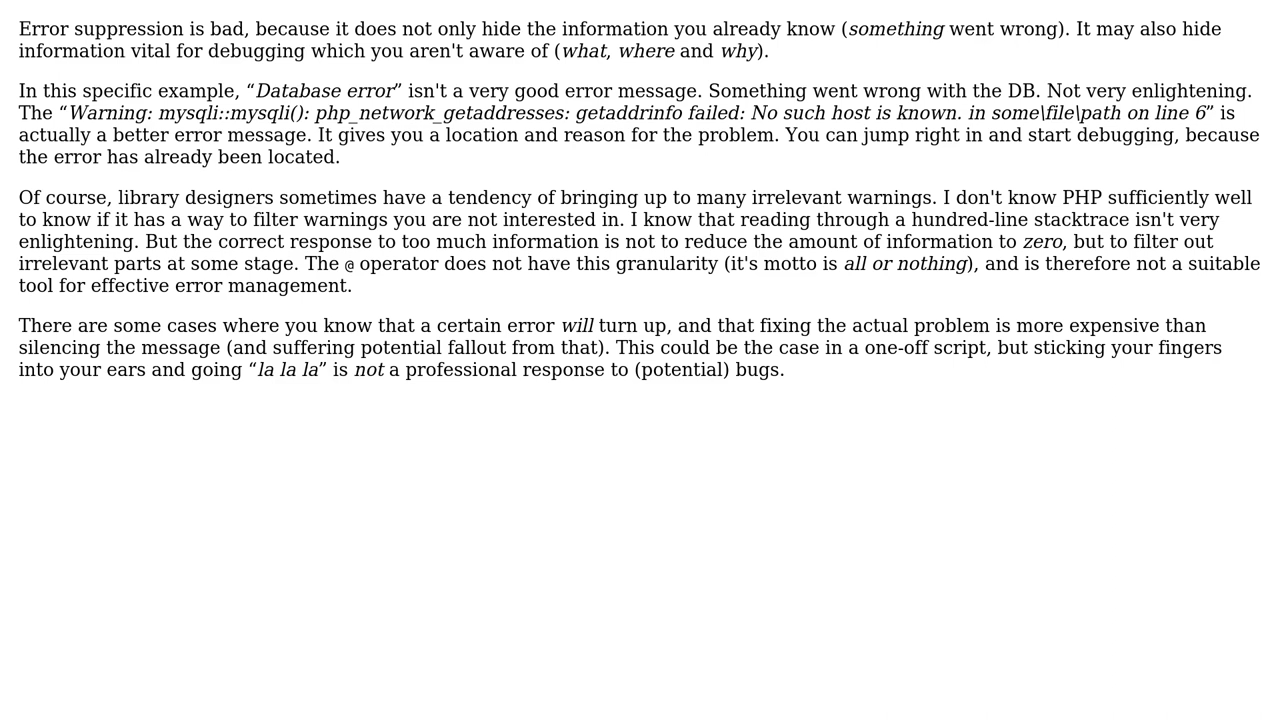 Error suppression is bad, because it does not only hide the information you already know (something went wrong). It may also hide
information vital for debugging which you aren't aware of (what, where and why).
In this specific example, “Database error” isn't a very good error message. Something went wrong with the DB. Not very enlightening.
The “Warning: mysqli::mysqli(): php_network_getaddresses: getaddrinfo failed: No such host is known. in some\file\path on line 6” is
actually a better error message. It gives you a location and reason for the problem. You can jump right in and start debugging, because
the error has already been located.
Of course, library designers sometimes have a tendency of bringing up to many irrelevant warnings. I don't know PHP sufficiently well
to know if it has a way to filter warnings you are not interested in. I know that reading through a hundred-line stacktrace isn't very
enlightening. But the correct response to too much information is not to reduce the amount of information to zero, but to filter out
irrelevant parts at some stage. The @ operator does not have this granularity (it's motto is all or nothing), and is therefore not a suitable
tool for effective error management.
There are some cases where you know that a certain error will turn up, and that fixing the actual problem is more expensive than
silencing the message (and suffering potential fallout from that). This could be the case in a one-off script, but sticking your fingers
into your ears and going “la la la” is not a professional response to (potential) bugs.